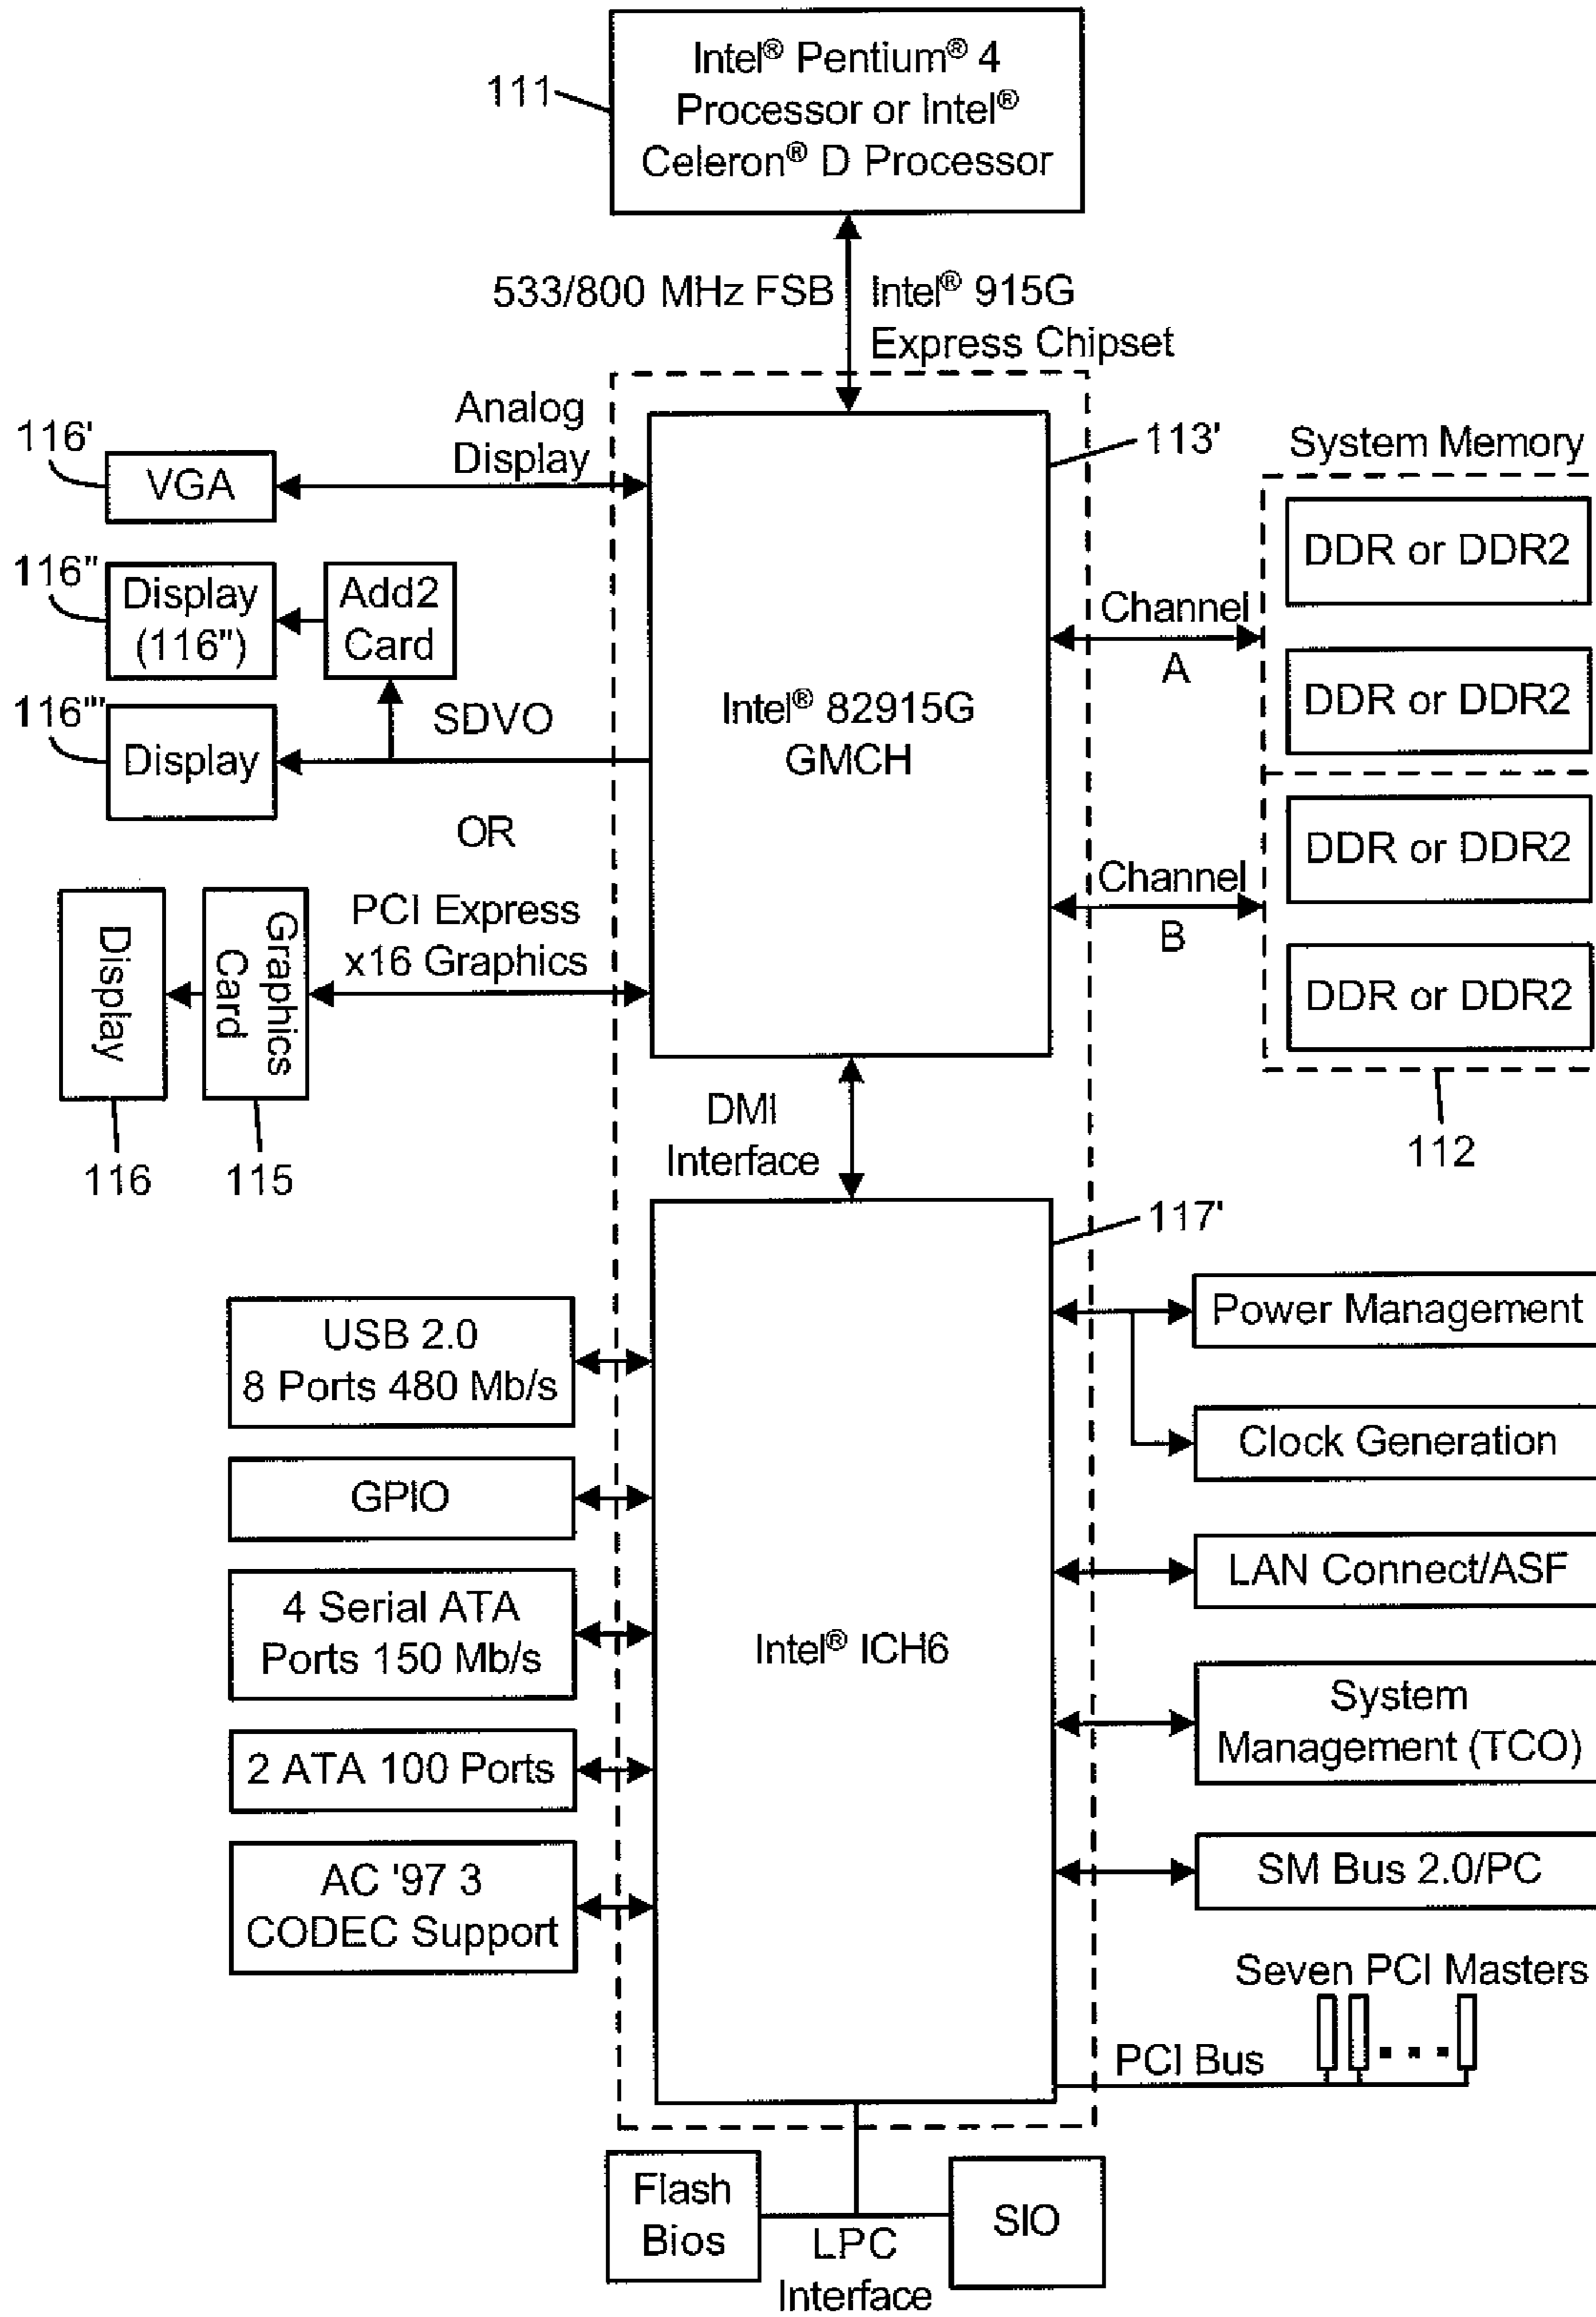 Intel® Pentium® 4
Processor or Intel®
Celeron® D Processor
111
533/800 MHz FSB
Intel® 915G
Express Chipset
Analog
Display
116'
VGA
113'
System Memory
DDR or DDR2
116"
Display
(116")
Add2
Card
Channel
A
DDR or DDR2
116'''
Display
SDVO
Intel® 82915G
GMCH
OR
DDR or DDR2
Channel
B
PCI Express
x16 Graphics
Display
Graphics
Card
DDR or DDR2
116
115
DMI
Interface
112
117'
USB 2.0
8 Ports 480 Mb/s
Power Management
GPIO
Clock Generation
4 Serial ATA
Ports 150 Mb/s
LAN Connect/ASF
Intel® ICH6
2 ATA 100 Ports
System
Management (TCO)
AC '97 3
CODEC Support
SM Bus 2.0/PC
Seven PCI Masters
PCI Bus
Flash
Bios
LPC
Interface
SIO